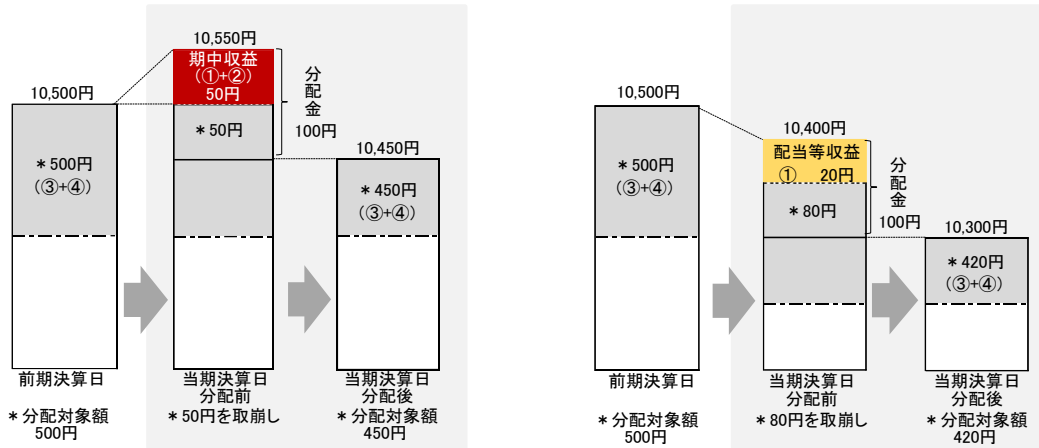 10,500円
*500円
(③+④)
前期決算日
*分配対象額
500円
10,550円
期中収益
(①+②)
50円
*50円
分配金
100円
当期決算日
分配前
*50円を取崩し
10,450円
*450円
(③+④)
当期決算日
分配後
*分配対象額
450円
10,500円
*500円
(③+④)
前期決算日
*分配対象額
500円
10,400円
配当等収益
① 20円
*80円
分配金
100円
当期決算日
分配前
*80円を取崩し
10,300円
*420円
(③+④)
当期決算日
分配後
*分配対象額
420円